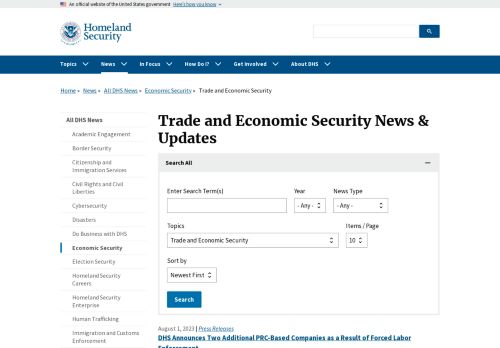 An official website of the United States government Here's how you know
Homeland
Security
Topics News In Focus How Do I? Get Involved About DHS
Home » News » All DHS News » Economic Security » Trade and Economic Security
All DHS News
Academic Engagement
Border Security
Citizenship and
Immigration Services
Civil Rights and Civil
Liberties
Cybersecurity
Disasters
Do Business with DHS
Economic Security
Election Security
Homeland Security
Careers
Homeland Security
Enterprise
Human Trafficking
Immigration and Customs
Enforcement
Trade and Economic Security News &
Updates
Search All
Enter Search Term(s) Year News Type
- Any - - Any -
Topics Items / Page
Trade and Economic Security 10
Sort by
Newest First
Search
August 1, 2023 | Press Releases
DHS Announces Two Additional PRC-Based Companies as a Result of Forced Labor
Enforcement